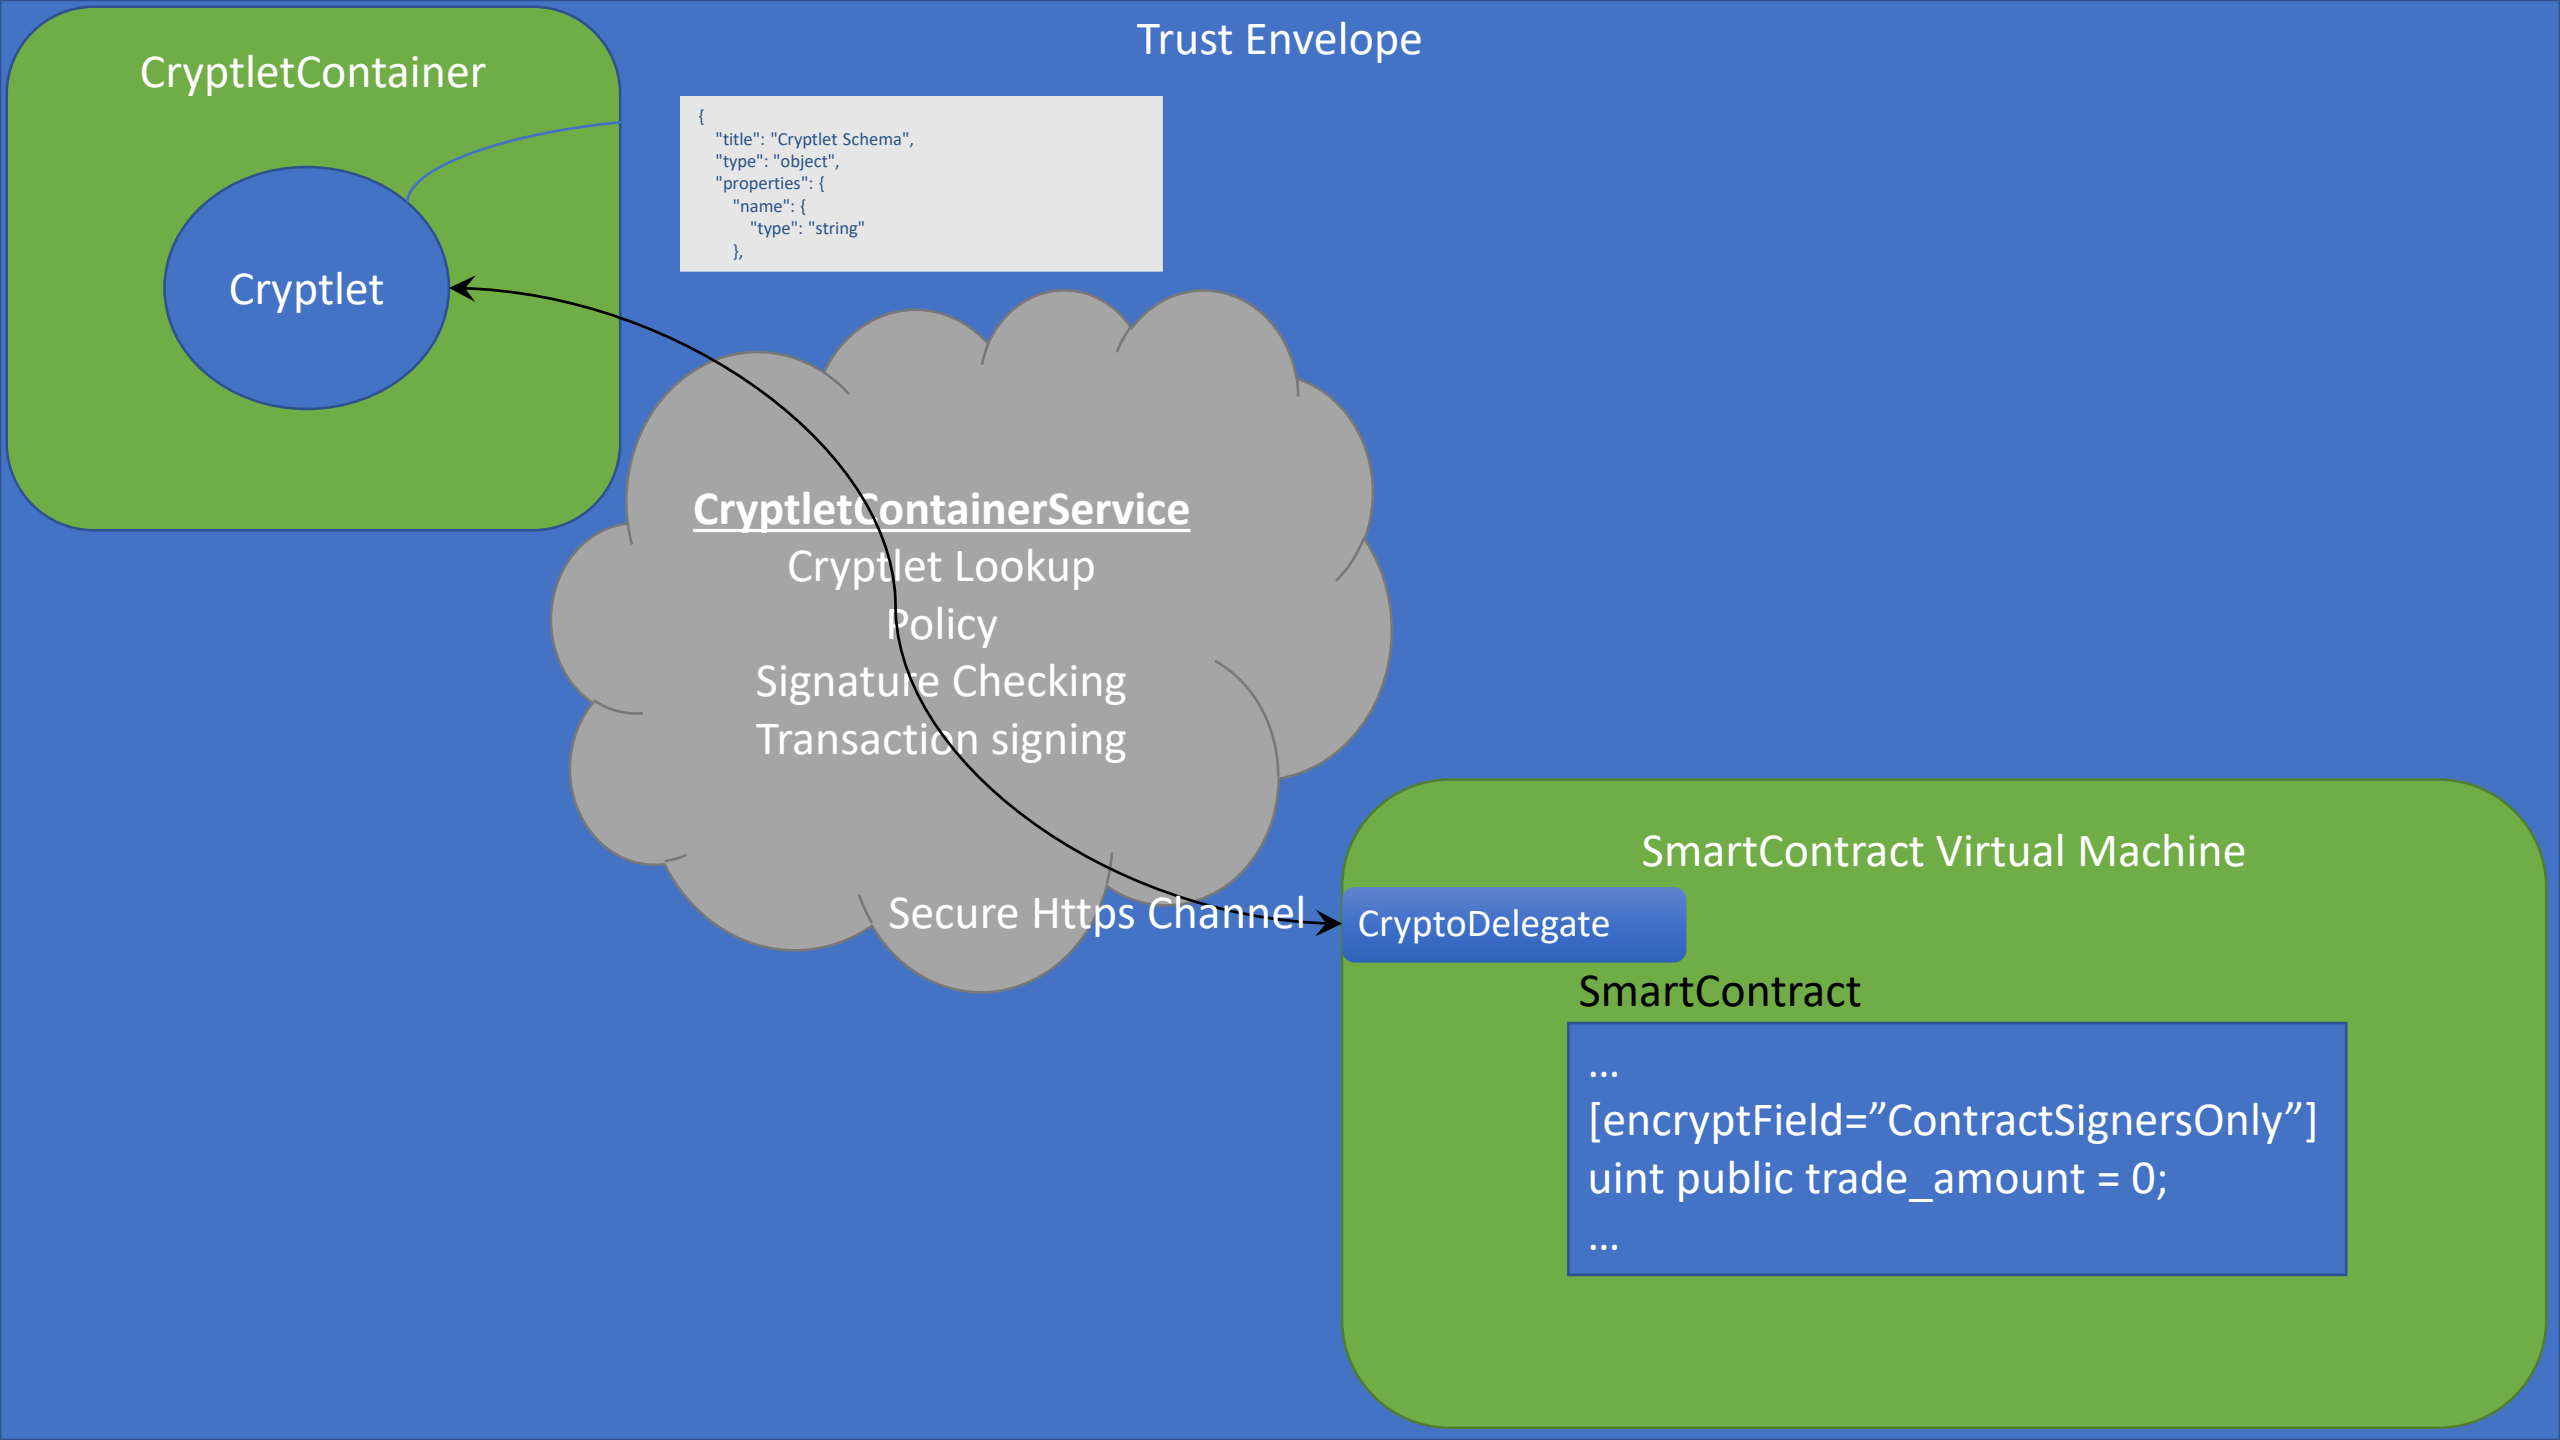 Trust Envelope
CryptletContainer
{
"title": "Cryptlet Schema",
"type": "object",
"properties": {
"name": {
"type": "string"
},
Cryptlet
CryptletContainerService
Cryptlet Lookup
Policy
Signature Checking
Transaction signing
Secure Https Channel
SmartContract Virtual Machine
CryptoDelegate
SmartContract
...
[encryptField=”ContractSignersOnly”]
uint public trade_amount = 0;
...